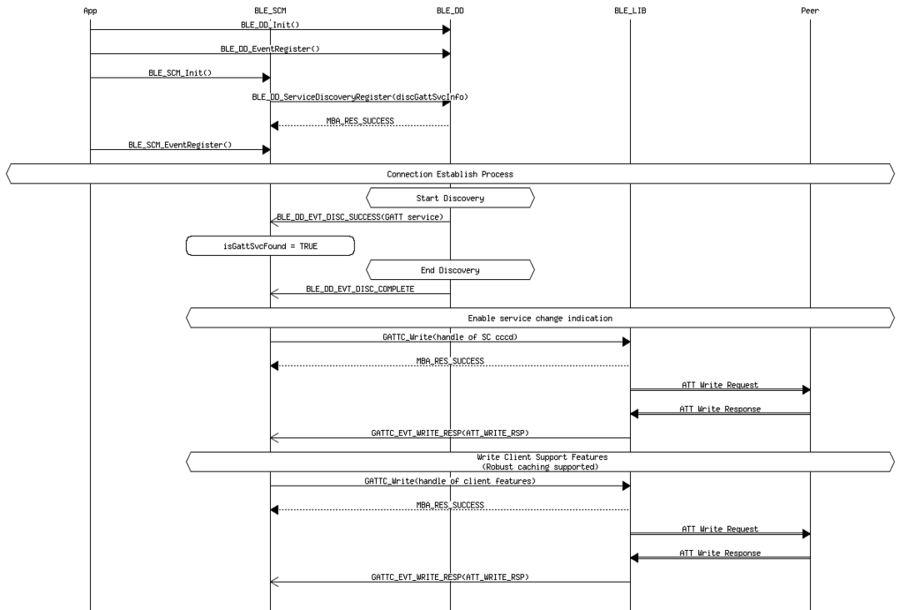 App BLE_SCM BLE_DD BLE_LIB Peer
BLE_DD_Init()
BLE_DD_EventRegister()
BLE_SCM_Init()
BLE_DD_ServiceDiscoveryRegister(discGattSvcInfo)
MBA_RES_SUCCESS
BLE_SCM_EventRegister()
Connection Establish Process
Start Discovery
BLE_DD_EVT_DISC_SUCCESS(GATT service)
isGattSvcFound = TRUE
End Discovery
BLE_DD_EVT_DISC_COMPLETE
Enable service change indication
GATTC_Write(handle of SC cccd)
MBA_RES_SUCCESS
ATT Write Request
ATT Write Response
GATTC_EVT_WRITE_RESP(ATT_WRITE_RSP)
Write Client Support Features
(Robust caching supported)
GATTC_Write(handle of client features)
MBA_RES_SUCCESS
ATT Write Request
ATT Write Response
GATTC_EVT_WRITE_RESP(ATT_WRITE_RSP)